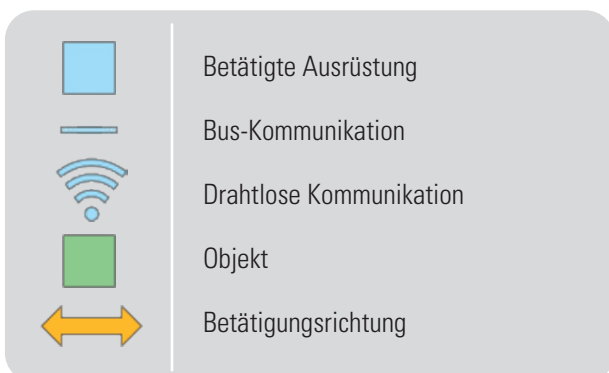 Betätigte Ausrüstung
Bus-Kommunikation
Drahtlose Kommunikation
Objekt
Betätigungsrichtung